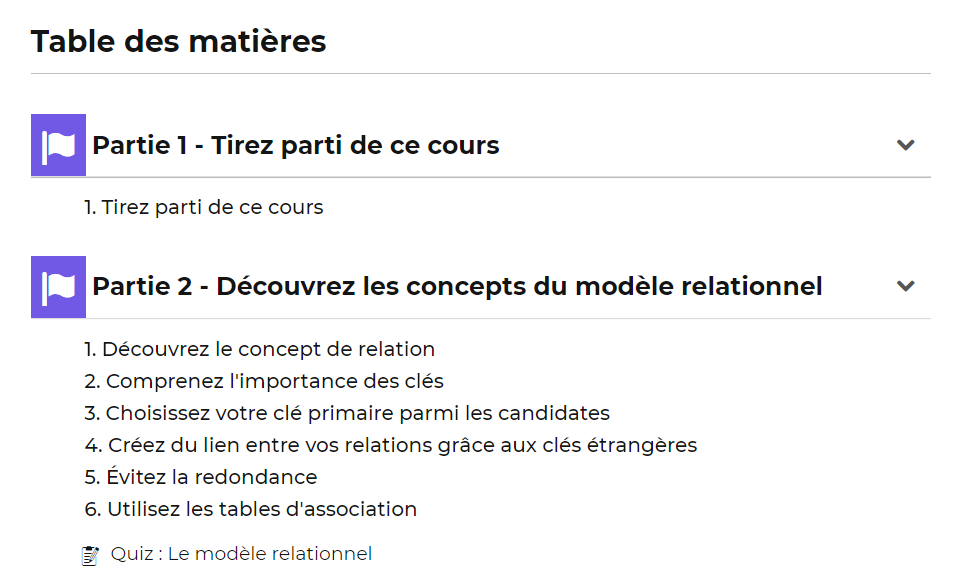 Table des matières
Partie 1 - Tirez parti de ce cours
1. Tirez parti de ce cours
Partie 2 - Découvrez les concepts du modèle relationnel
1. Découvrez le concept de relation
2. Comprenez l'importance des clés
3. Choisissez votre clé primaire parmi les candidates
4. Créez du lien entre vos relations grâce aux clés étrangères
5. Évitez la redondance
6. Utilisez les tables d'association
Quiz : Le modèle relationnel